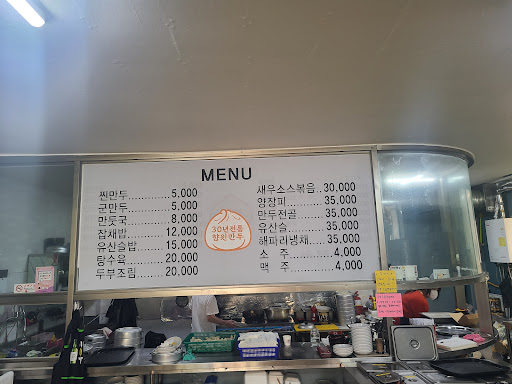 MENU
찐만두 5,000
군만두 5,000
만둣국 8,000
잡채밥 12,000
유산슬밥 15,000
탕수육 20,000
두부조림 20,000
30년전통
양완만두
새우소스볶음 30,000
양장피 35,000
만두전골 35,000
유산슬 35,000
해파리냉채 35,000
소 주 4,000
맥 주 4,000